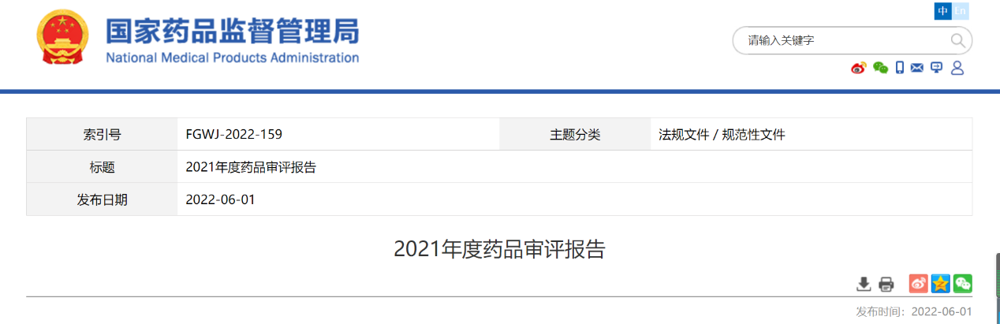 中 En
国家药品监督管理局
National Medical Products Administration
请输入关键字
索引号 FGWJ-2022-159 主题分类 法规文件 / 规范性文件
标题 2021年度药品审评报告
发布日期 2022-06-01
2021年度药品审评报告
发布时间：2022-06-01